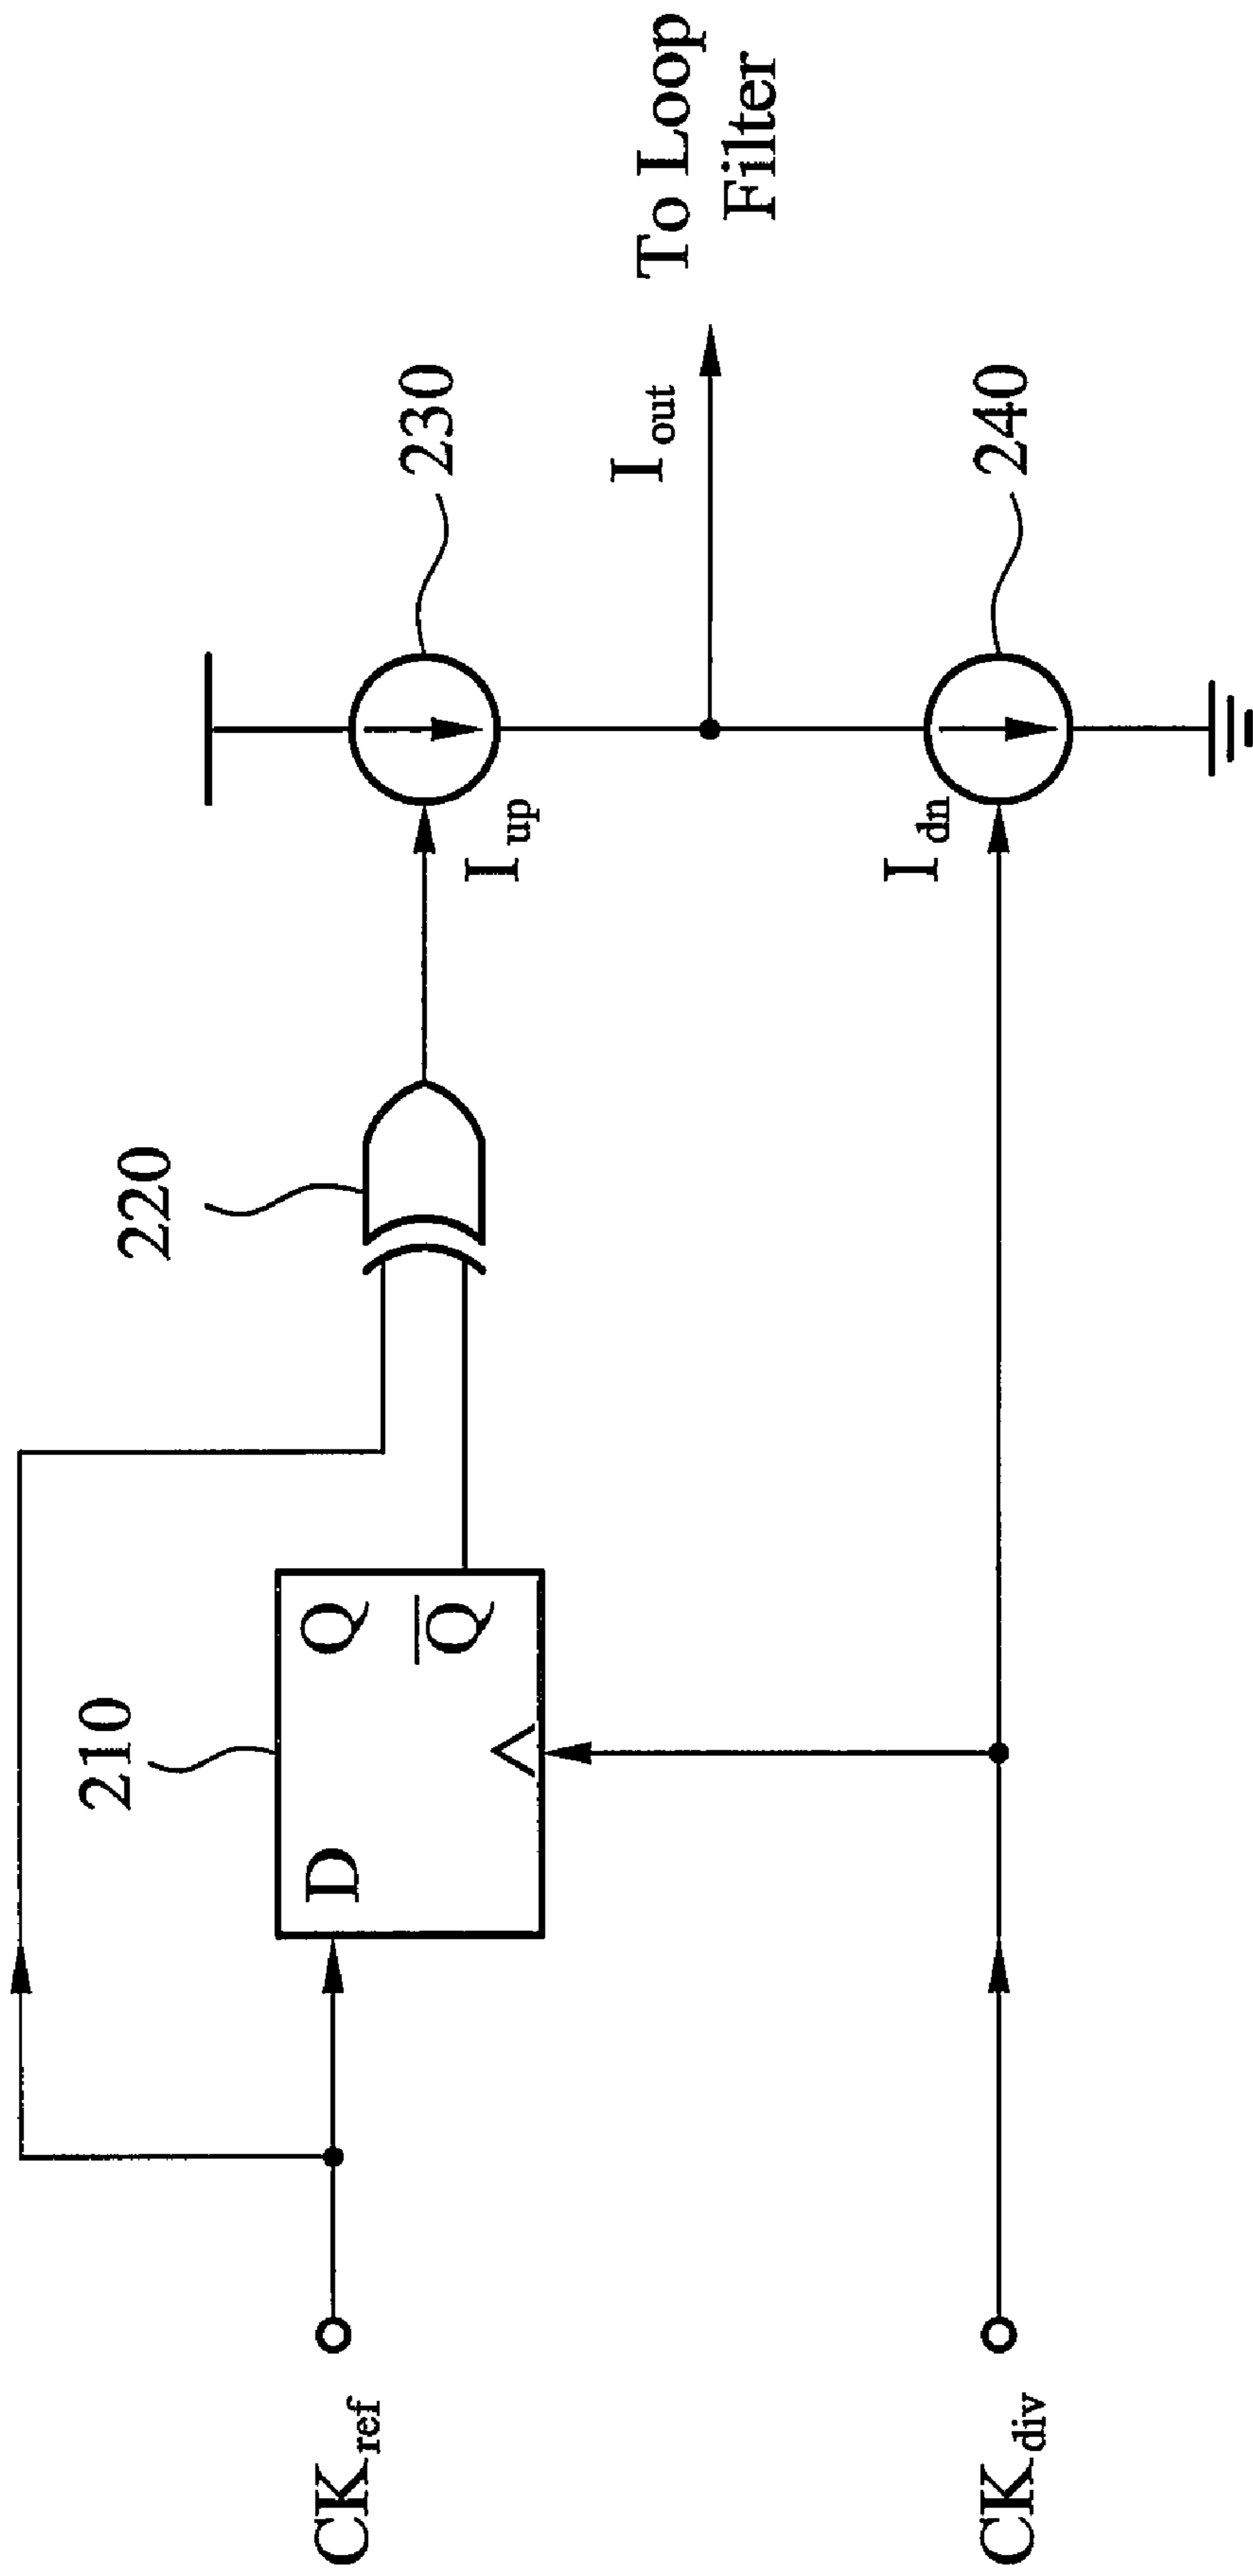 210
220
D
Q
Q̅
230
240
CK_ref
CK_div
I_up
I_dn
I_out
To Loop
Filter